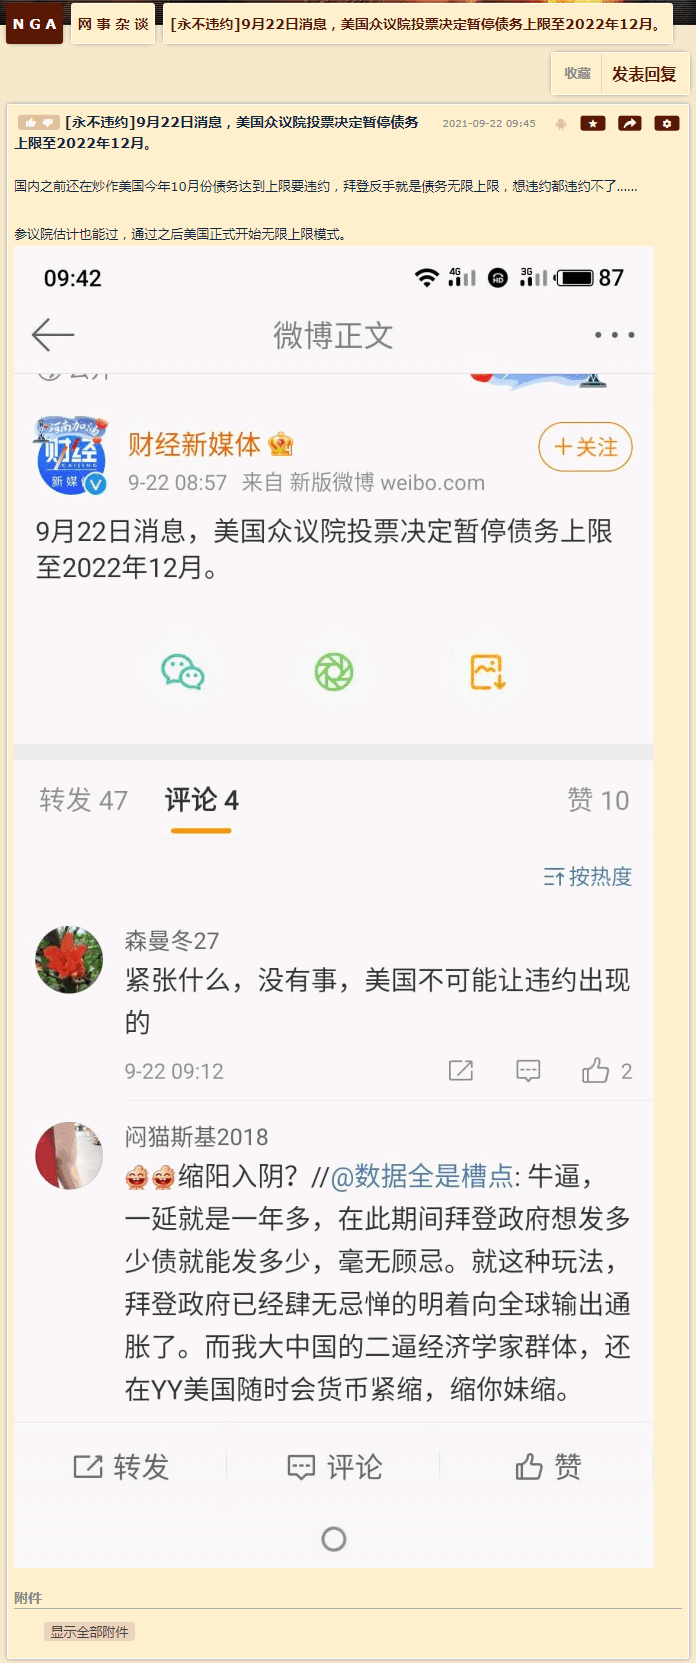 NGA 网事杂谈 [永不违约]9月22日消息，美国众议院投票决定暂停债务上限至2022年12月。
收藏 发表回复
[永不违约]9月22日消息，美国众议院投票决定暂停债务 2021-09-22 09:45
上限至2022年12月。
国内之前还在炒作美国今年10月份债务达到上限要违约，拜登反手就是债务无限上限，想违约都违约不了......
参议院估计也能过，通过之后美国正式开始无限上限模式。
09:42 4G HD 3G 87
微博正文
河南加油
财经
CAIJING
新媒体
财经新媒体
+关注
9-22 08:57 来自 新版微博 weibo.com
9月22日消息，美国众议院投票决定暂停债务上限
至2022年12月。
转发 47 评论 4 赞 10
按热度
森曼冬27
紧张什么，没有事，美国不可能让违约出现
的
9-22 09:12 2
闷猫斯基2018
缩阳入阴？//@数据全是槽点: 牛逼，
一延就是一年多，在此期间拜登政府想发多
少债就能发多少，毫无顾忌。就这种玩法，
拜登政府已经肆无忌惮的明着向全球输出通
胀了。而我大中国的二逼经济学家群体，还
在YY美国随时会货币紧缩，缩你妹缩。
转发 评论 赞
附件
显示全部附件